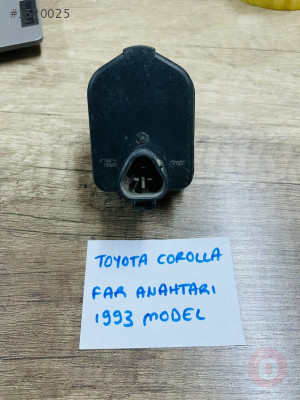 TOYOTA COROLLA
FAR ANAHTARI
1993 MODEL